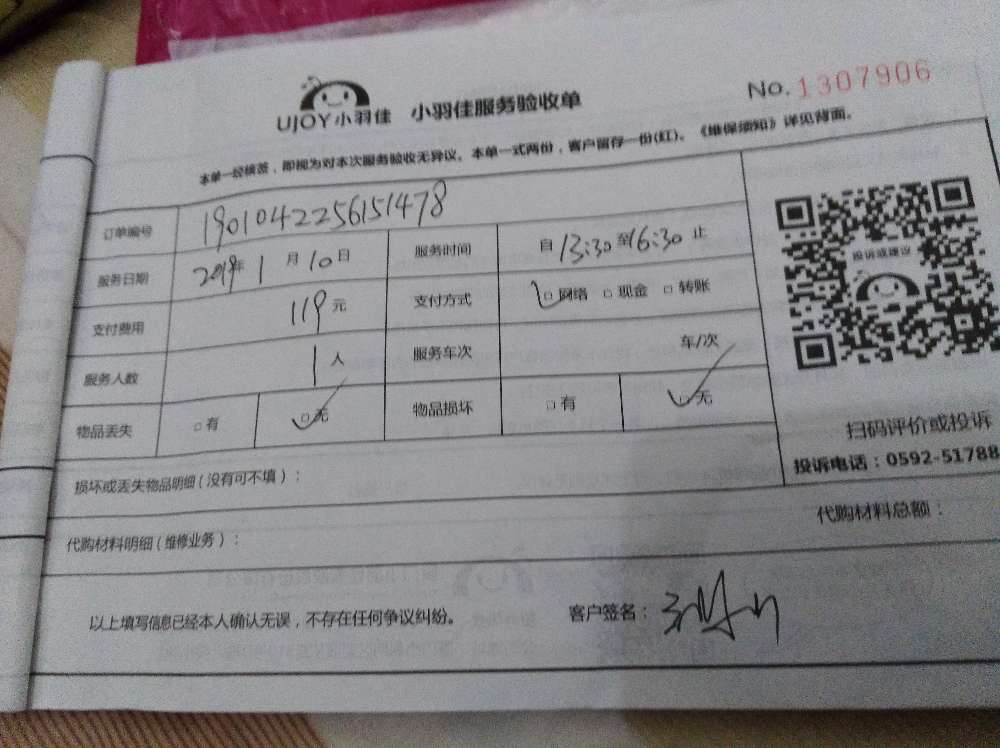 UJOY小羽佳 小羽佳服务验收单 No. 1307906
本单一经核签，即视为对本次服务验收无异议。本单一式两份，客户留存一份(红)。《维保须知》详见背面。
订单编号 1901042256151478
服务日期 2019年 1 月 10 日 服务时间 自 13:30 至 16:30 止
支付费用 119 元 支付方式 □ 网络 □ 现金 □ 转账
服务人数 1 人 服务车次 车/次
物品丢失 □ 有 □ 无 物品损坏 □ 有 □ 无
投诉或建议
扫码评价或投诉
投诉电话：0592-51788
损坏或丢失物品明细（没有可不填）：
代购材料明细（维修业务）： 代购材料总额：
以上填写信息已经本人确认无误，不存在任何争议纠纷。 客户签名：